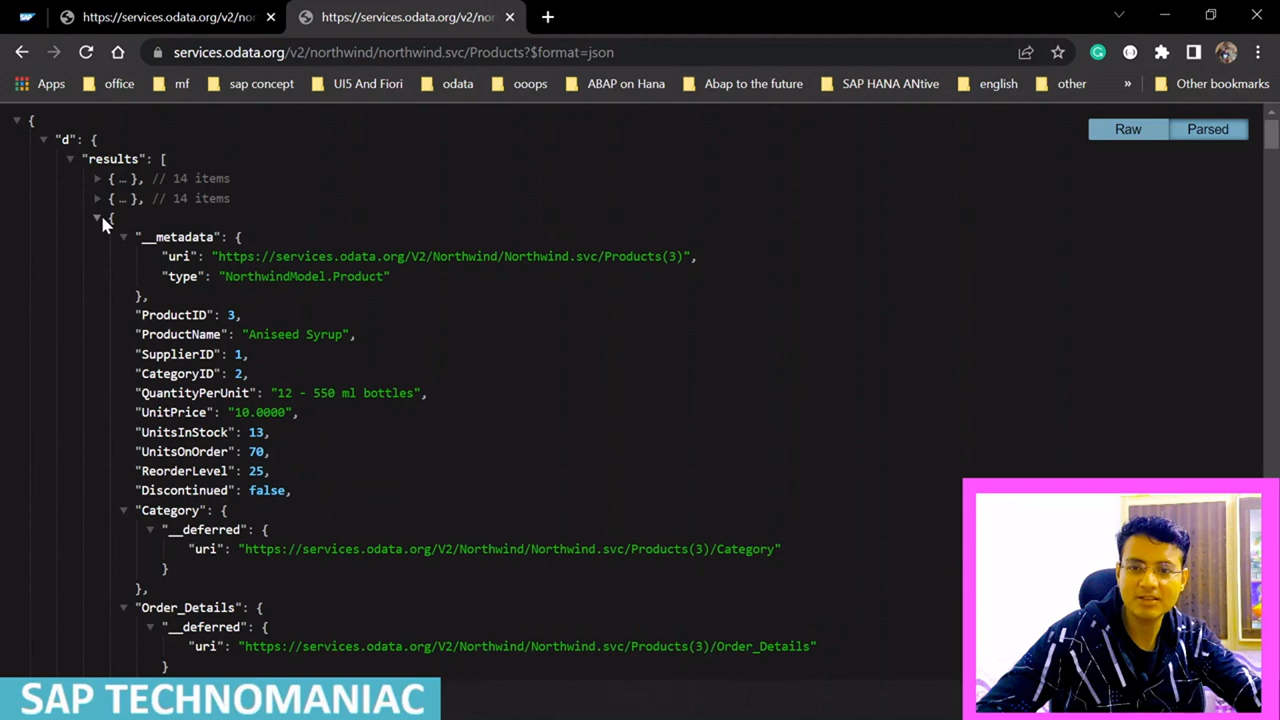 https://services.odata.org/v2/no
https://services.odata.org/v2/nor
services.odata.org/v2/northwind/northwind.svc/Products?$format=json
Apps office mf sap concept UI5 And Fiori odata ooops ABAP on Hana Abap to the future SAP HANA ANtive english other » Other bookmarks
Raw Parsed
{
"d": {
"results": [
{ … }, // 14 items
{ … }, // 14 items
{
"__metadata": {
"uri": "https://services.odata.org/V2/Northwind/Northwind.svc/Products(3)",
"type": "NorthwindModel.Product"
},
"ProductID": 3,
"ProductName": "Aniseed Syrup",
"SupplierID": 1,
"CategoryID": 2,
"QuantityPerUnit": "12 - 550 ml bottles",
"UnitPrice": "10.0000",
"UnitsInStock": 13,
"UnitsOnOrder": 70,
"ReorderLevel": 25,
"Discontinued": false,
"Category": {
"__deferred": {
"uri": "https://services.odata.org/V2/Northwind/Northwind.svc/Products(3)/Category"
}
},
"Order_Details": {
"__deferred": {
"uri": "https://services.odata.org/V2/Northwind/Northwind.svc/Products(3)/Order_Details"
}
SAP TECHNOMANIAC